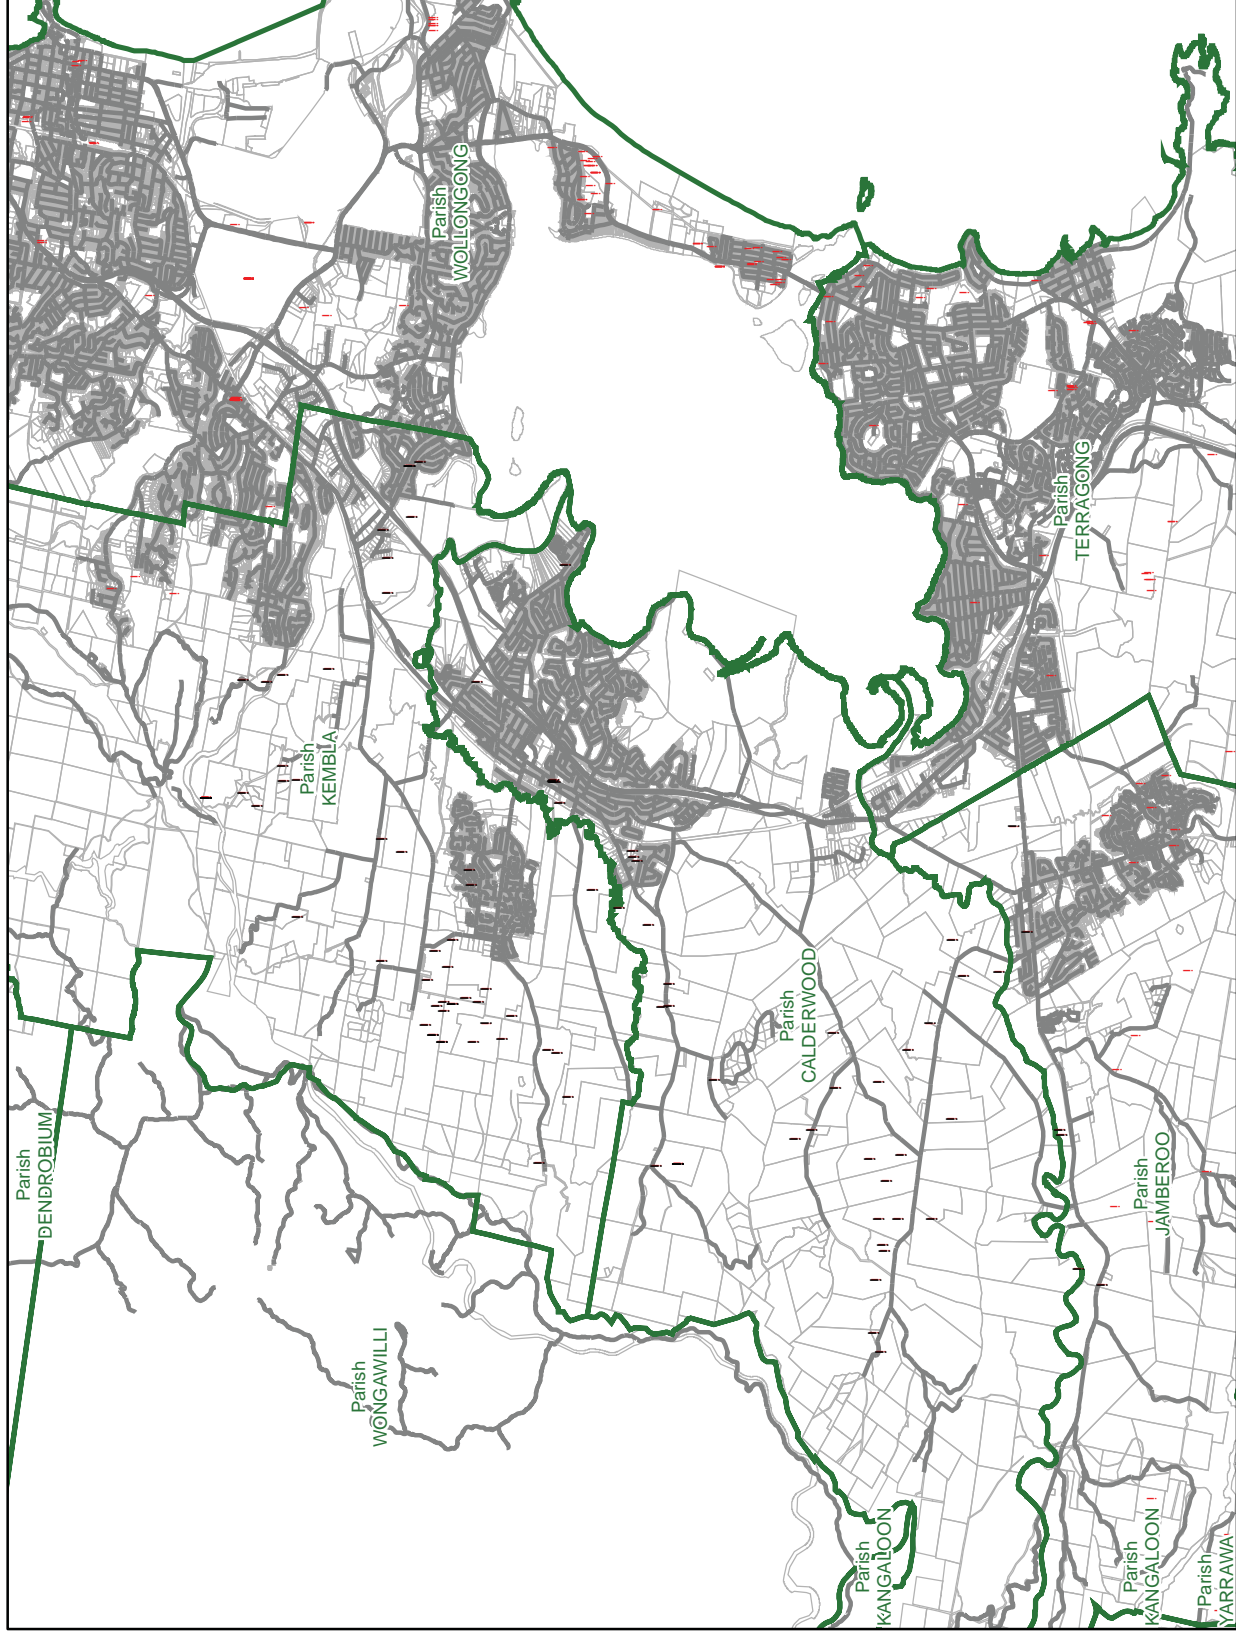 Parish
DENDROBIUM
Parish
WOLLONGONG
Parish
KEMBLA
Parish
WONGAWILLI
Parish
CALDERWOOD
Parish
TERRAGONG
Parish
JAMBEROO
Parish
KANGALOON
Parish
KANGALOON
Parish
YARRAWA